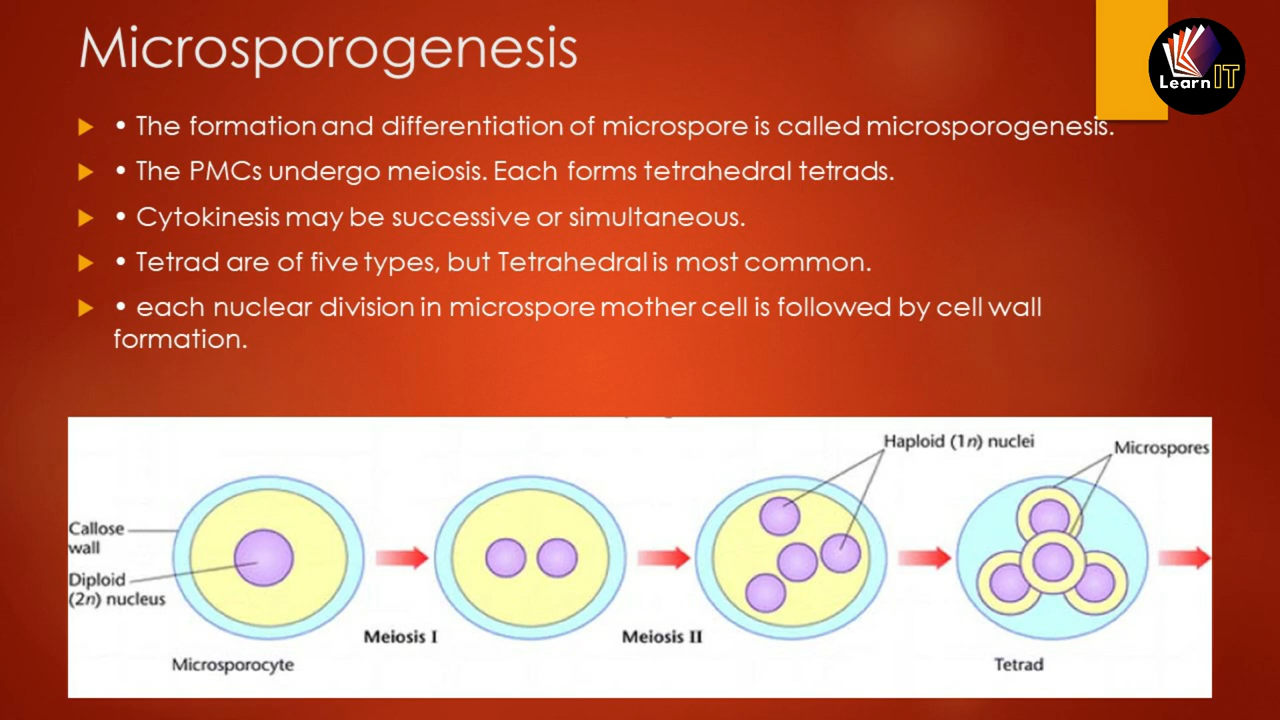 Microsporogenesis
Learn IT
• The formation and differentiation of microspore is called microsporogenesis.
• The PMCs undergo meiosis. Each forms tetrahedral tetrads.
• Cytokinesis may be successive or simultaneous.
• Tetrad are of five types, but Tetrahedral is most common.
• each nuclear division in microspore mother cell is followed by cell wall
formation.
Haploid (1n) nuclei
Microspores
Callose
wall
Diploid
(2n) nucleus
Meiosis I
Meiosis II
Microsporocyte
Tetrad